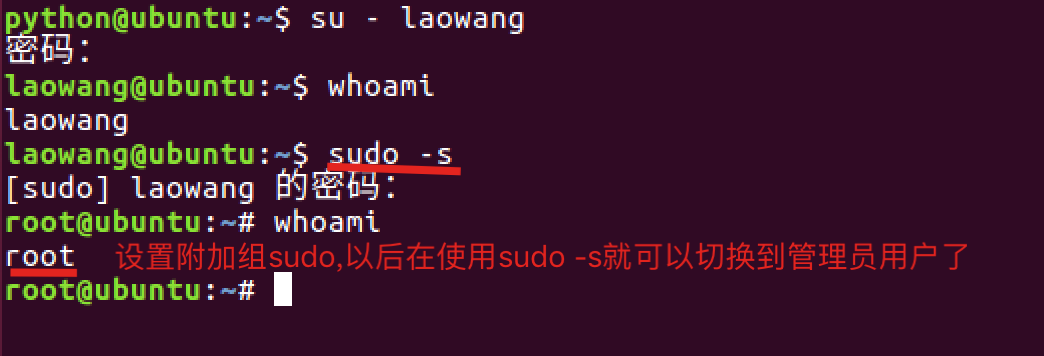 python@ubuntu:~$ su - laowang
密码：
laowang@ubuntu:~$ whoami
laowang
laowang@ubuntu:~$ sudo -s
[sudo] laowang 的密码：
root@ubuntu:~# whoami
root 设置附加组sudo,以后在使用sudo -s就可以切换到管理员用户了
root@ubuntu:~#